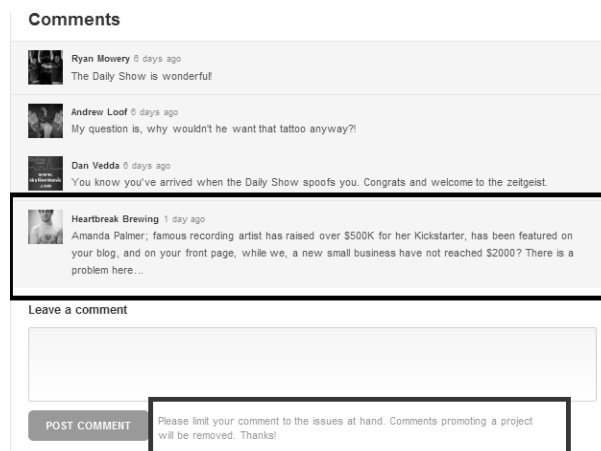 Comments
Ryan Mowery 6 days ago
The Daily Show is wonderful!
Andrew Loof 6 days ago
My question is, why wouldn't he want that tattoo anyway?!
www.
skylinemusic
.com
Dan Vedda 6 days ago
You know you've arrived when the Daily Show spoofs you. Congrats and welcome to the zeitgeist.
Heartbreak Brewing 1 day ago
Amanda Palmer; famous recording artist has raised over $500K for her Kickstarter, has been featured on
your blog, and on your front page, while we, a new small business have not reached $2000? There is a
problem here...
Leave a comment
POST COMMENT
Please limit your comment to the issues at hand. Comments promoting a project
will be removed. Thanks!